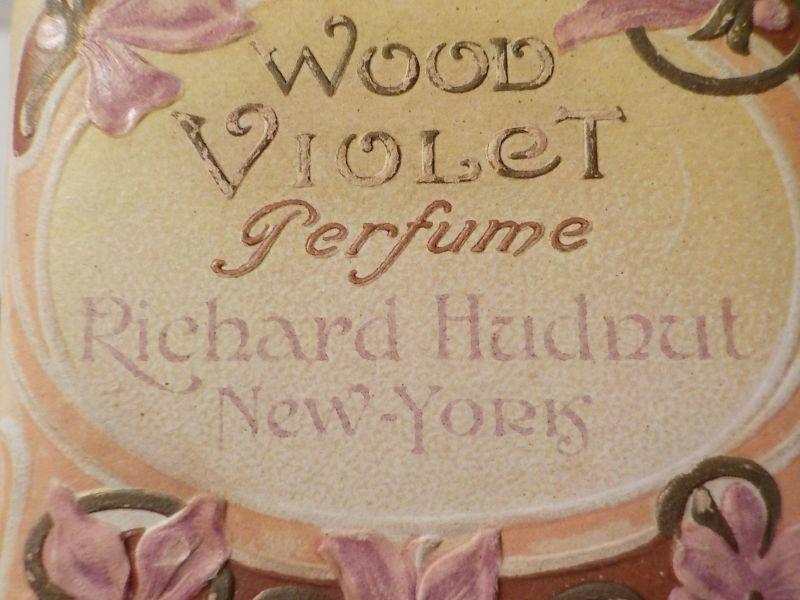 Wood
Violet
Perfume
Richard Hudnut
New-York